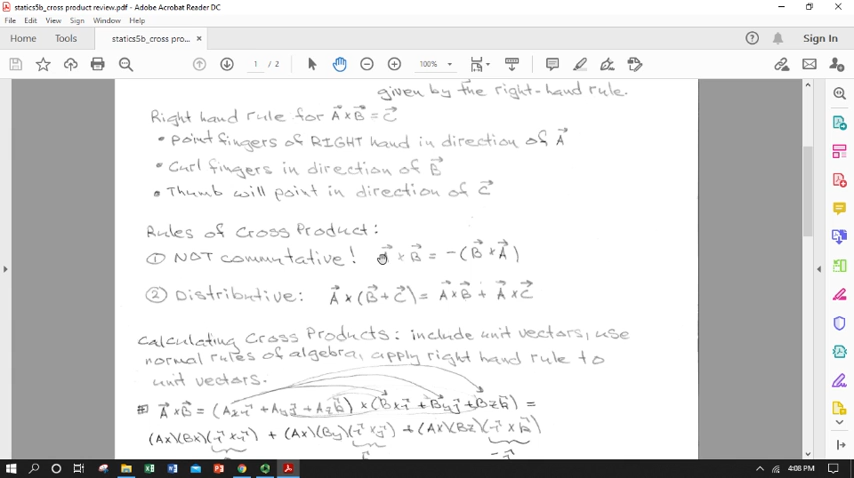 statics5b_cross product review.pdf - Adobe Acrobat Reader DC
File Edit View Sign Window Help
Home Tools statics5b_cross pro... × Sign In
1 / 2 100%
given by the right-hand rule.
Right hand rule for A⃗ × B⃗ = C⃗
• Point fingers of RIGHT hand in direction of A⃗
• Curl fingers in direction of B⃗
• Thumb will point in direction of C⃗
Rules of Cross Product:
① NOT commutative! A⃗ × B⃗ = -(B⃗ × A⃗)
② Distributive: A⃗ × (B⃗ + C⃗) = A⃗ × B⃗ + A⃗ × C⃗
Calculating Cross Products: include unit vectors, use
normal rules of algebra, apply right hand rule to
unit vectors.
A⃗ × B⃗ = (Axi⃗ + Ayj⃗ + Azk⃗) × (Bxi⃗ + Byj⃗ + Bzk⃗) =
(Ax)(Bx)(i⃗ × i⃗) + (Ax)(By)(i⃗ × j⃗) + (Ax)(Bz)(i⃗ × k⃗)
-j⃗
4:08 PM